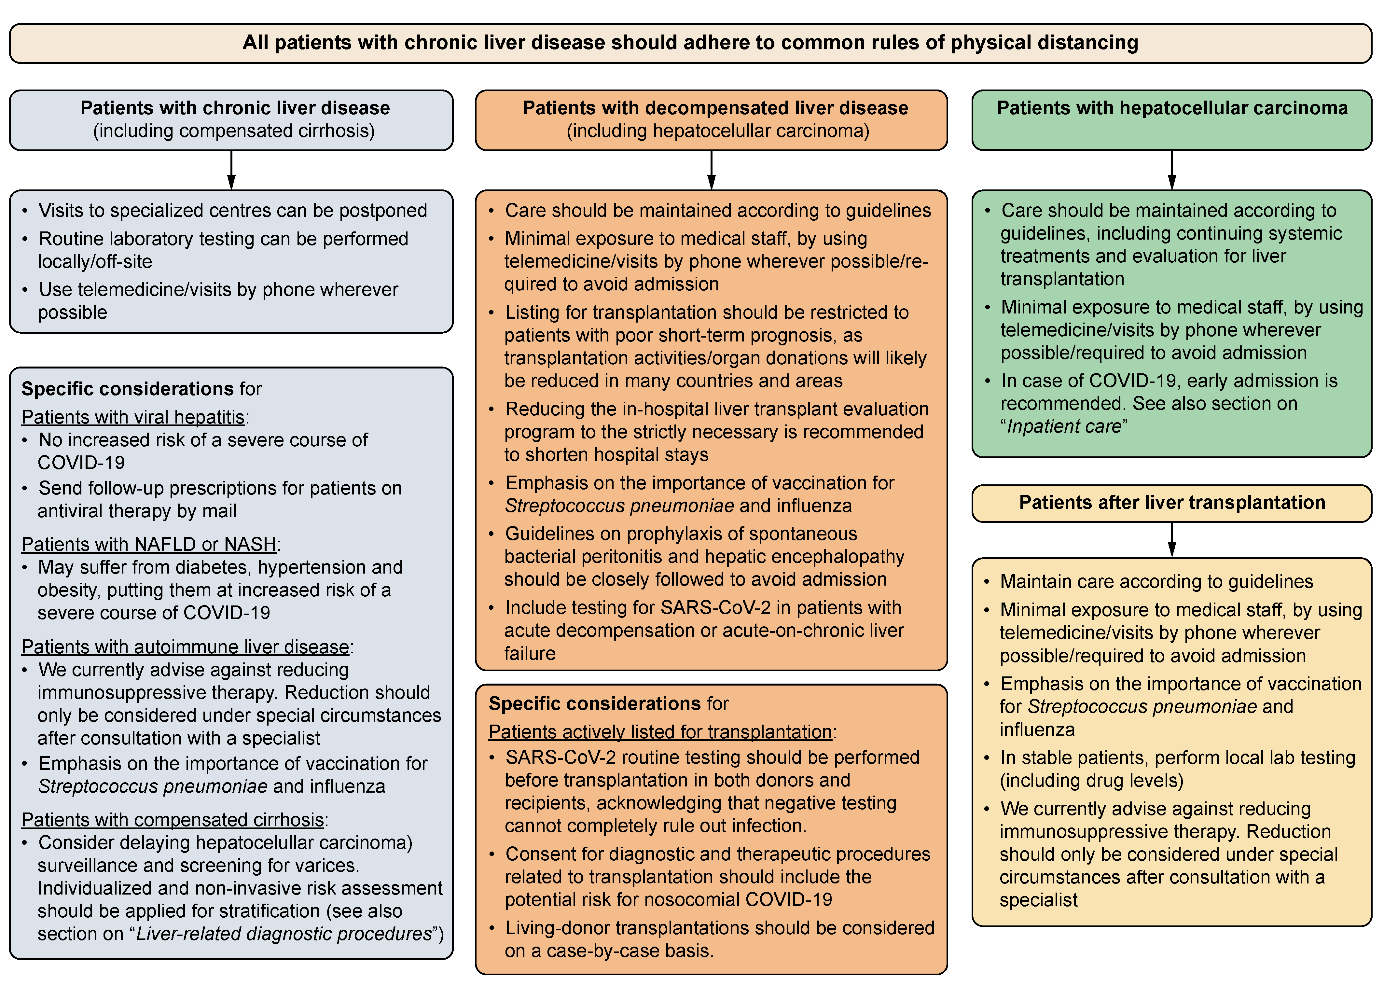 All patients with chronic liver disease should adhere to common rules of physical distancing
Patients with chronic liver disease
(including compensated cirrhosis)
• Visits to specialized centres can be postponed
• Routine laboratory testing can be performed
locally/off-site
• Use telemedicine/visits by phone wherever
possible
Specific considerations for
Patients with viral hepatitis:
• No increased risk of a severe course of
COVID-19
• Send follow-up prescriptions for patients on
antiviral therapy by mail
Patients with NAFLD or NASH:
• May suffer from diabetes, hypertension and
obesity, putting them at increased risk of a
severe course of COVID-19
Patients with autoimmune liver disease:
• We currently advise against reducing
immunosuppressive therapy. Reduction should
only be considered under special circumstances
after consultation with a specialist
• Emphasis on the importance of vaccination for
Streptococcus pneumoniae and influenza
Patients with compensated cirrhosis:
• Consider delaying hepatocelullar carcinoma)
surveillance and screening for varices.
Individualized and non-invasive risk assessment
should be applied for stratification (see also
section on “Liver-related diagnostic procedures”)
Patients with decompensated liver disease
(including hepatocelullar carcinoma)
• Care should be maintained according to guidelines
• Minimal exposure to medical staff, by using
telemedicine/visits by phone wherever possible/re-
quired to avoid admission
• Listing for transplantation should be restricted to
patients with poor short-term prognosis, as
transplantation activities/organ donations will likely
be reduced in many countries and areas
• Reducing the in-hospital liver transplant evaluation
program to the strictly necessary is recommended
to shorten hospital stays
• Emphasis on the importance of vaccination for
Streptococcus pneumoniae and influenza
• Guidelines on prophylaxis of spontaneous
bacterial peritonitis and hepatic encephalopathy
should be closely followed to avoid admission
• Include testing for SARS-CoV-2 in patients with
acute decompensation or acute-on-chronic liver
failure
Specific considerations for
Patients actively listed for transplantation:
• SARS-CoV-2 routine testing should be performed
before transplantation in both donors and
recipients, acknowledging that negative testing
cannot completely rule out infection.
• Consent for diagnostic and therapeutic procedures
related to transplantation should include the
potential risk for nosocomial COVID-19
• Living-donor transplantations should be considered
on a case-by-case basis.
Patients with hepatocellular carcinoma
• Care should be maintained according to
guidelines, including continuing systemic
treatments and evaluation for liver
transplantation
• Minimal exposure to medical staff, by using
telemedicine/visits by phone wherever
possible/required to avoid admission
• In case of COVID-19, early admission is
recommended. See also section on
“Inpatient care”
Patients after liver transplantation
• Maintain care according to guidelines
• Minimal exposure to medical staff, by using
telemedicine/visits by phone wherever
possible/required to avoid admission
• Emphasis on the importance of vaccination
for Streptococcus pneumoniae and
influenza
• In stable patients, perform local lab testing
(including drug levels)
• We currently advise against reducing
immunosuppressive therapy. Reduction
should only be considered under special
circumstances after consultation with a
specialist